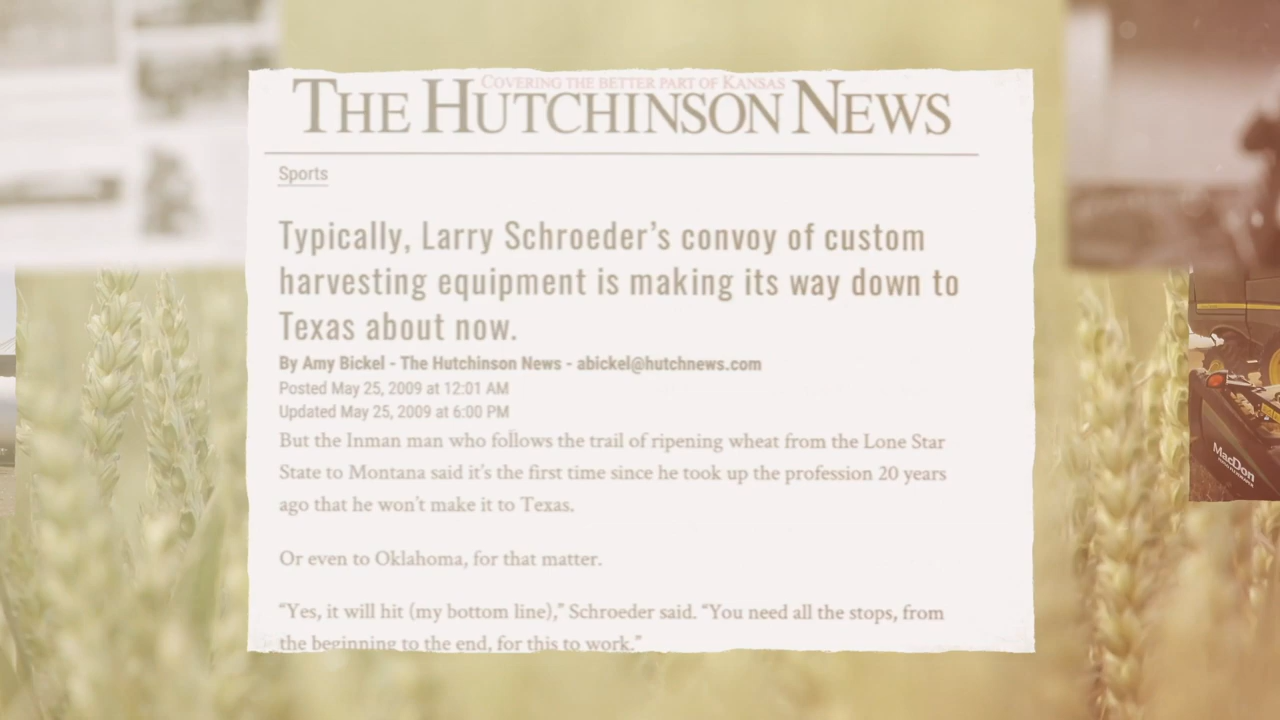 COVERING THE BETTER PART OF KANSAS
THE HUTCHINSON NEWS
Sports
Typically, Larry Schroeder’s convoy of custom
harvesting equipment is making its way down to
Texas about now.
By Amy Bickel - The Hutchinson News - abickel@hutchnews.com
Posted May 25, 2009 at 12:01 AM
Updated May 25, 2009 at 6:00 PM
But the Inman man who follows the trail of ripening wheat from the Lone Star
State to Montana said it’s the first time since he took up the profession 20 years
ago that he won’t make it to Texas.
Or even to Oklahoma, for that matter.
“Yes, it will hit (my bottom line),” Schroeder said. “You need all the stops, from
the beginning to the end, for this to work.”
MacDon